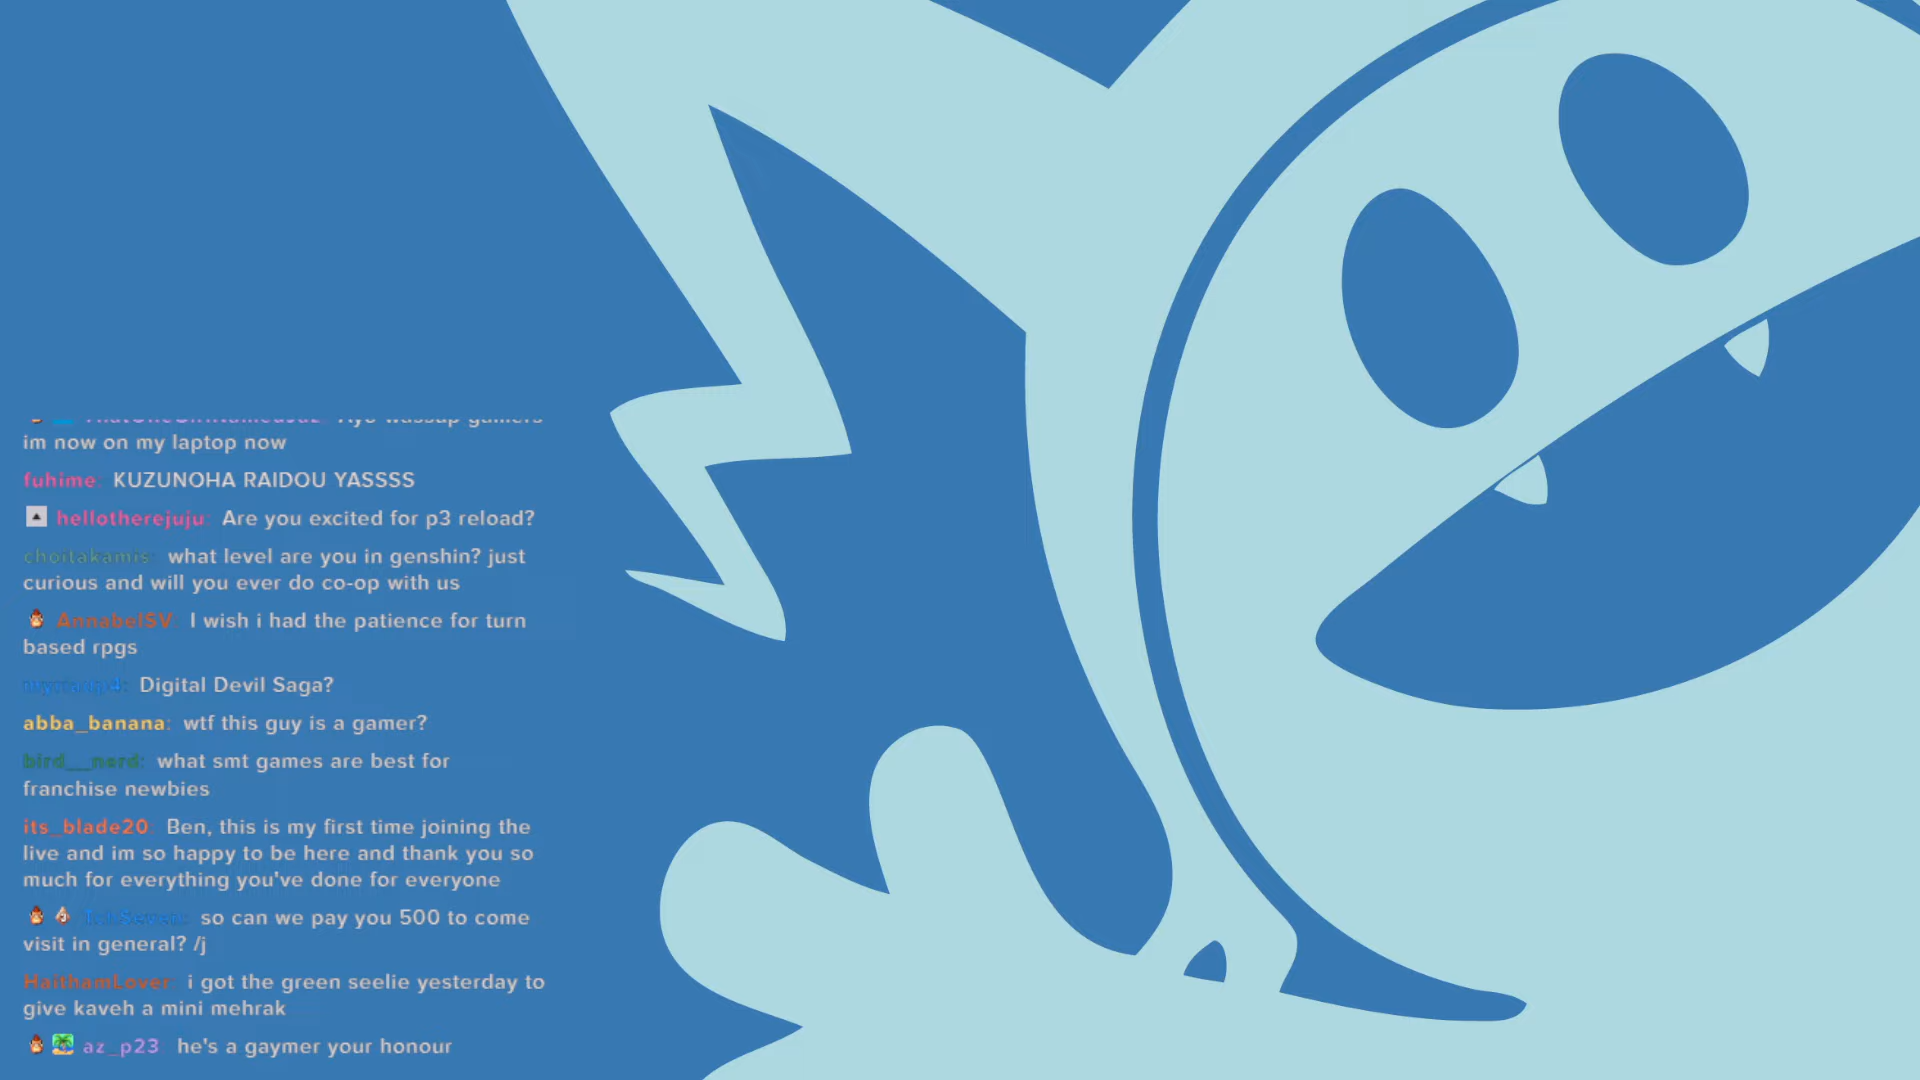 im now on my laptop now
fuhime: KUZUNOHA RAIDOU YASSSS
hellotherejuju: Are you excited for p3 reload?
choitakamis: what level are you in genshin? just
curious and will you ever do co-op with us
AnnabelSV: I wish i had the patience for turn
based rpgs
Digital Devil Saga?
abba_banana: wtf this guy is a gamer?
bird__nerd: what smt games are best for
franchise newbies
its_blade20: Ben, this is my first time joining the
live and im so happy to be here and thank you so
much for everything you've done for everyone
so can we pay you 500 to come
visit in general? /j
HaithamLover: i got the green seelie yesterday to
give kaveh a mini mehrak
az_p23: he's a gaymer your honour